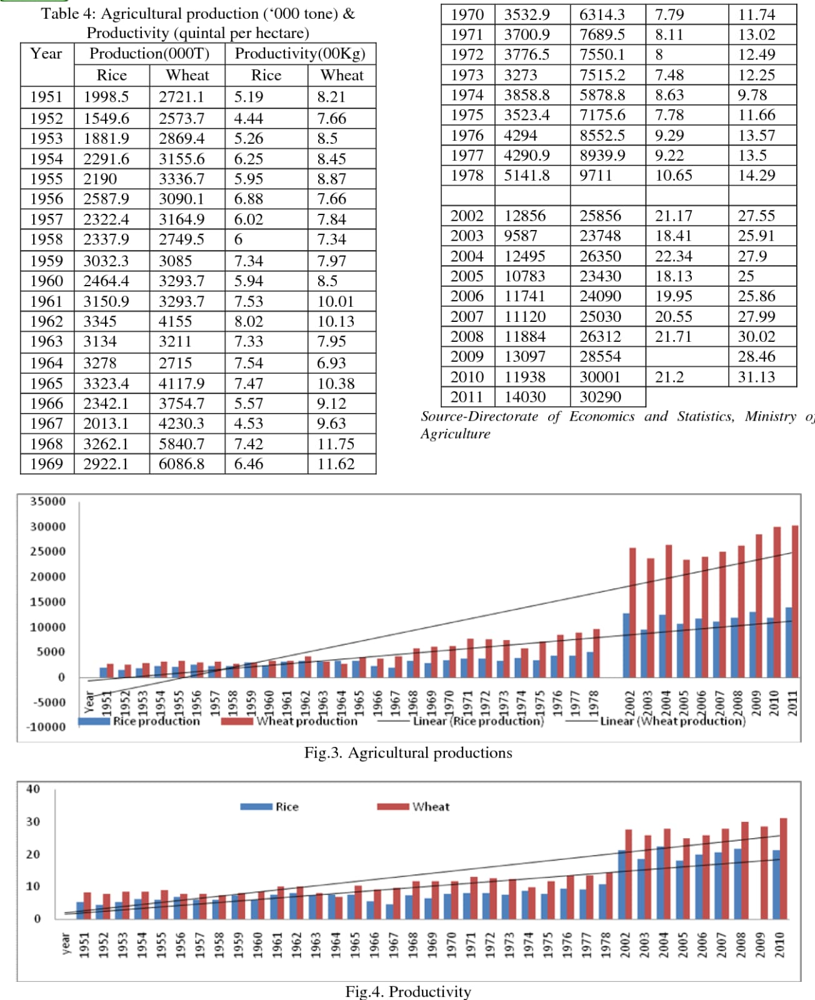 Table 4: Agricultural production (‘000 tone) &
Productivity (quintal per hectare)
Year Production(000T) Productivity(00Kg)
Rice Wheat Rice Wheat
1951 1998.5 2721.1 5.19 8.21
1952 1549.6 2573.7 4.44 7.66
1953 1881.9 2869.4 5.26 8.5
1954 2291.6 3155.6 6.25 8.45
1955 2190 3336.7 5.95 8.87
1956 2587.9 3090.1 6.88 7.66
1957 2322.4 3164.9 6.02 7.84
1958 2337.9 2749.5 6 7.34
1959 3032.3 3085 7.34 7.97
1960 2464.4 3293.7 5.94 8.5
1961 3150.9 3293.7 7.53 10.01
1962 3345 4155 8.02 10.13
1963 3134 3211 7.33 7.95
1964 3278 2715 7.54 6.93
1965 3323.4 4117.9 7.47 10.38
1966 2342.1 3754.7 5.57 9.12
1967 2013.1 4230.3 4.53 9.63
1968 3262.1 5840.7 7.42 11.75
1969 2922.1 6086.8 6.46 11.62
1970 3532.9 6314.3 7.79 11.74
1971 3700.9 7689.5 8.11 13.02
1972 3776.5 7550.1 8 12.49
1973 3273 7515.2 7.48 12.25
1974 3858.8 5878.8 8.63 9.78
1975 3523.4 7175.6 7.78 11.66
1976 4294 8552.5 9.29 13.57
1977 4290.9 8939.9 9.22 13.5
1978 5141.8 9711 10.65 14.29
2002 12856 25856 21.17 27.55
2003 9587 23748 18.41 25.91
2004 12495 26350 22.34 27.9
2005 10783 23430 18.13 25
2006 11741 24090 19.95 25.86
2007 11120 25030 20.55 27.99
2008 11884 26312 21.71 30.02
2009 13097 28554 28.46
2010 11938 30001 21.2 31.13
2011 14030 30290
Source-Directorate of Economics and Statistics, Ministry of
Agriculture
35000
30000
25000
20000
15000
10000
5000
0
-5000
-10000
Year 1951 1952 1953 1954 1955 1956 1957 1958 1959 1960 1961 1962 1963 1964 1965 1966 1967 1968 1969 1970 1971 1972 1973 1974 1975 1976 1977 1978 2002 2003 2004 2005 2006 2007 2008 2009 2010 2011
Rice production Wheat production Linear (Rice production) Linear (Wheat production)
Fig.3. Agricultural productions
40
30
20
10
0
Rice Wheat
year 1951 1952 1953 1954 1955 1956 1957 1958 1959 1960 1961 1962 1963 1964 1965 1966 1967 1968 1969 1970 1971 1972 1973 1974 1975 1976 1977 1978 2002 2003 2004 2005 2006 2007 2008 2009 2010
Fig.4. Productivity